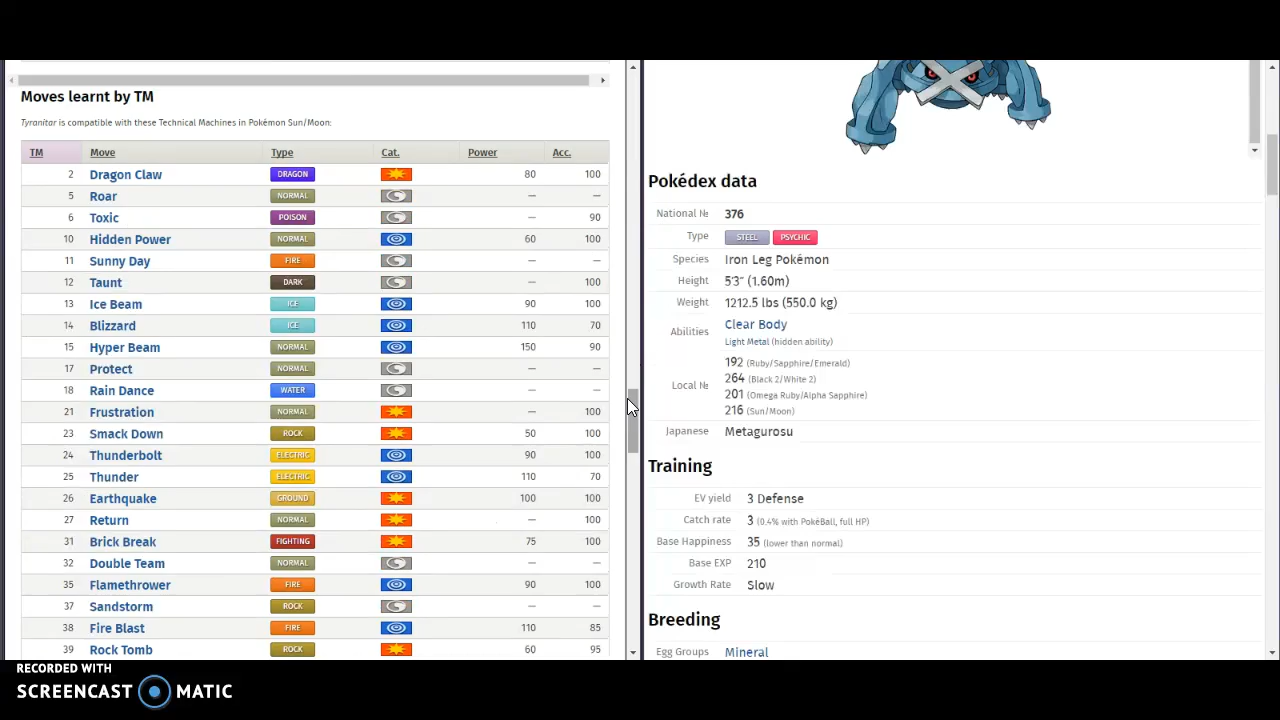 Moves learnt by TM
Tyranitar is compatible with these Technical Machines in Pokémon Sun/Moon:
TM Move Type Cat. Power Acc.
2 Dragon Claw DRAGON 80 100
5 Roar NORMAL — —
6 Toxic POISON — 90
10 Hidden Power NORMAL 60 100
11 Sunny Day FIRE — —
12 Taunt DARK — 100
13 Ice Beam ICE 90 100
14 Blizzard ICE 110 70
15 Hyper Beam NORMAL 150 90
17 Protect NORMAL — —
18 Rain Dance WATER — —
21 Frustration NORMAL — 100
23 Smack Down ROCK 50 100
24 Thunderbolt ELECTRIC 90 100
25 Thunder ELECTRIC 110 70
26 Earthquake GROUND 100 100
27 Return NORMAL — 100
31 Brick Break FIGHTING 75 100
32 Double Team NORMAL — —
35 Flamethrower FIRE 90 100
37 Sandstorm ROCK — —
38 Fire Blast FIRE 110 85
39 Rock Tomb ROCK 60 95
Pokédex data
National № 376
Type STEEL PSYCHIC
Species Iron Leg Pokémon
Height 5′3″ (1.60m)
Weight 1212.5 lbs (550.0 kg)
Abilities Clear Body
Light Metal (hidden ability)
Local № 192 (Ruby/Sapphire/Emerald)
264 (Black 2/White 2)
201 (Omega Ruby/Alpha Sapphire)
216 (Sun/Moon)
Japanese Metagurosu
Training
EV yield 3 Defense
Catch rate 3 (0.4% with PokéBall, full HP)
Base Happiness 35 (lower than normal)
Base EXP 210
Growth Rate Slow
Breeding
Egg Groups Mineral
RECORDED WITH
SCREENCAST MATIC